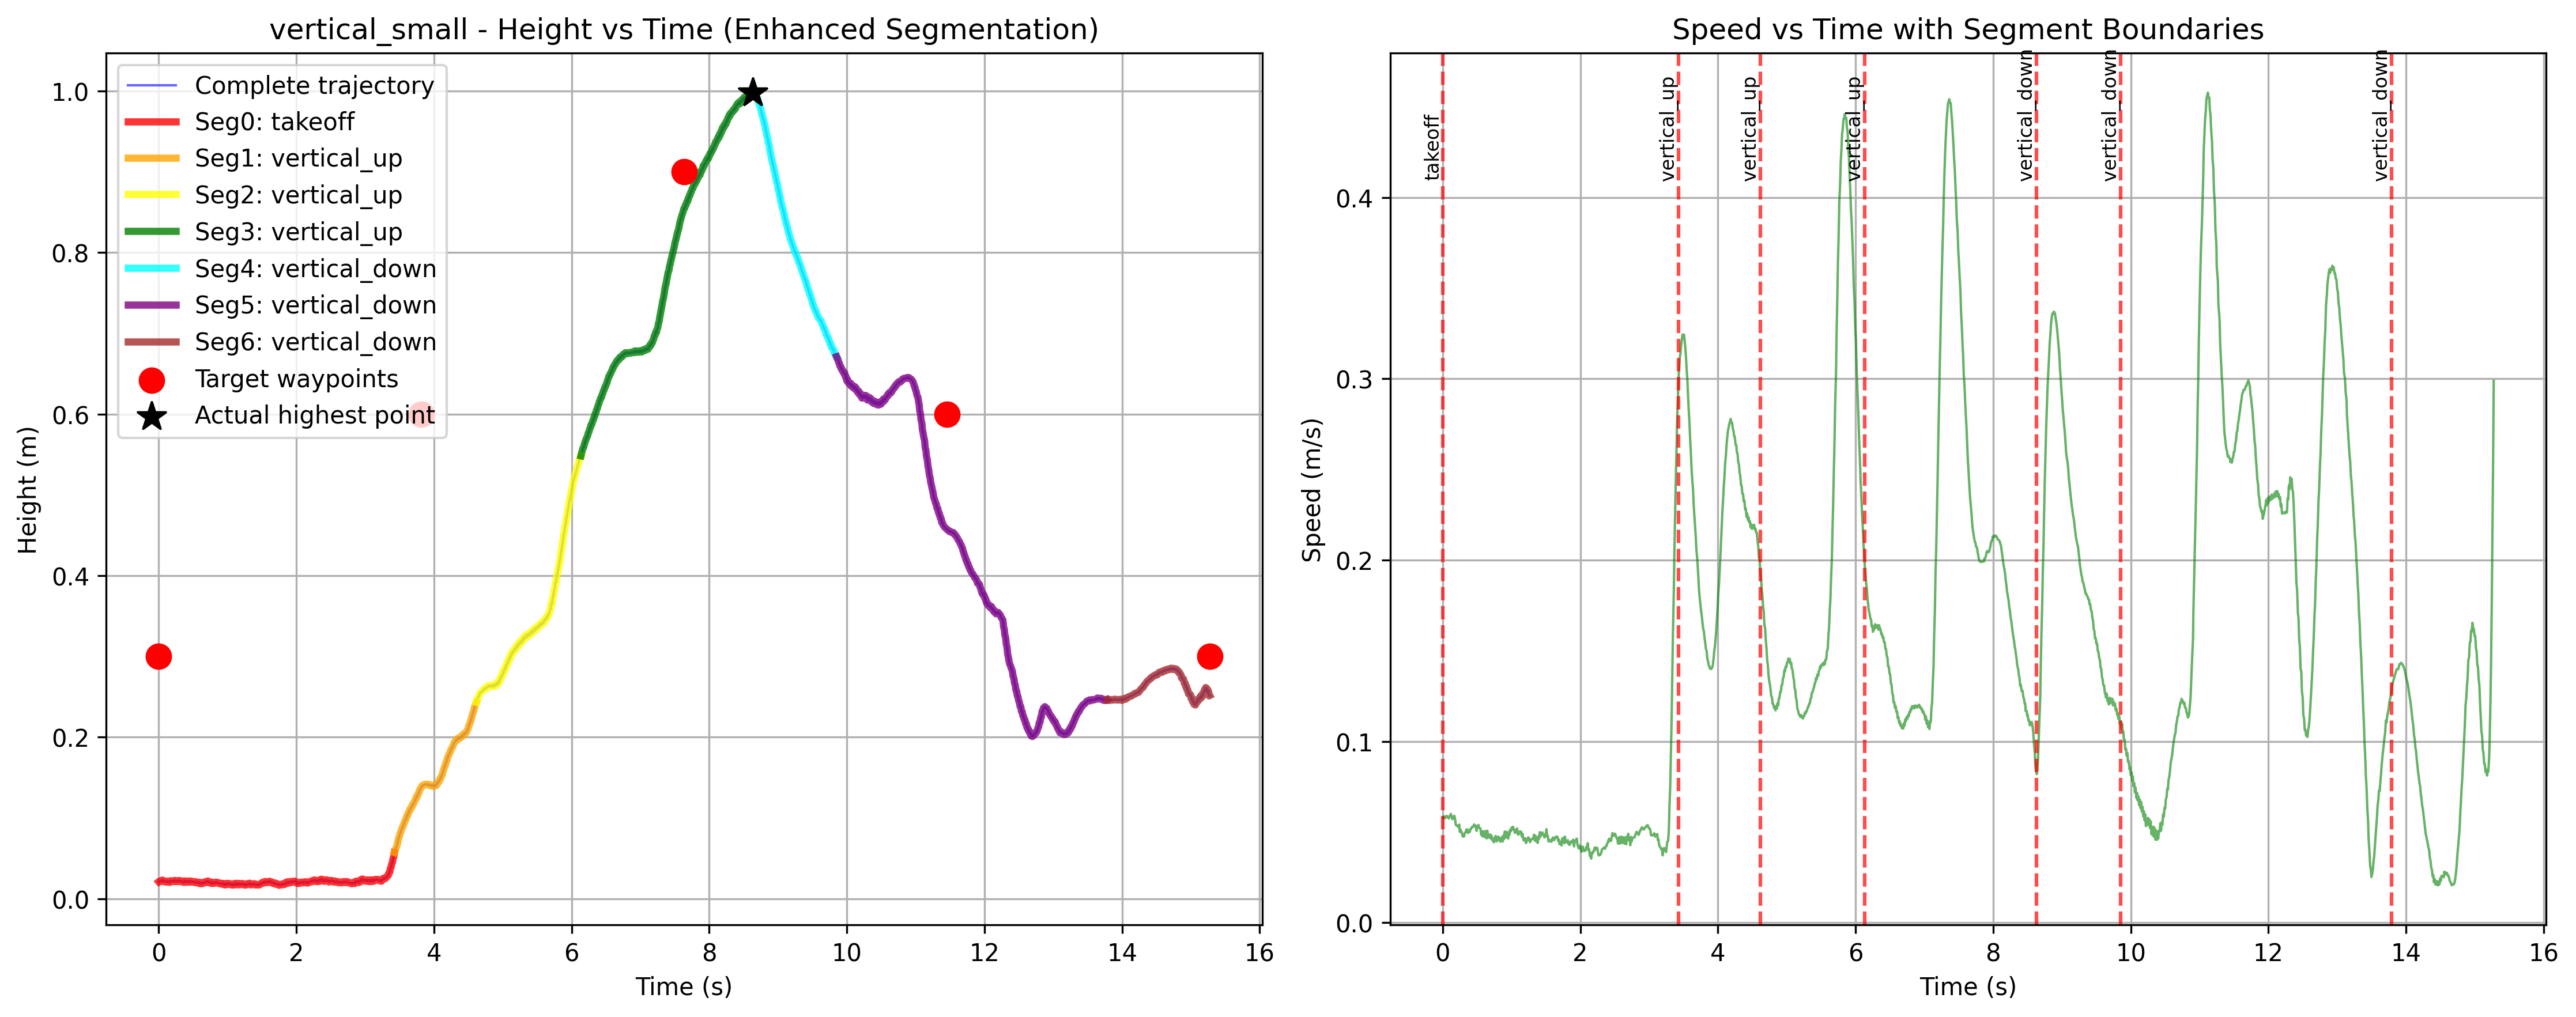 vertical_small - Height vs Time (Enhanced Segmentation)
Height (m)
1.0
0.8
0.6
0.4
0.2
0.0
Complete trajectory
Seg0: takeoff
Seg1: vertical_up
Seg2: vertical_up
Seg3: vertical_up
Seg4: vertical_down
Seg5: vertical_down
Seg6: vertical_down
Target waypoints
Actual highest point
0 2 4 6 8 10 12 14 16
Time (s)
Speed vs Time with Segment Boundaries
Speed (m/s)
0.4
0.3
0.2
0.1
0.0
takeoff
vertical_up
vertical_up
vertical_up
vertical_down
vertical_down
vertical_down
0 2 4 6 8 10 12 14 16
Time (s)